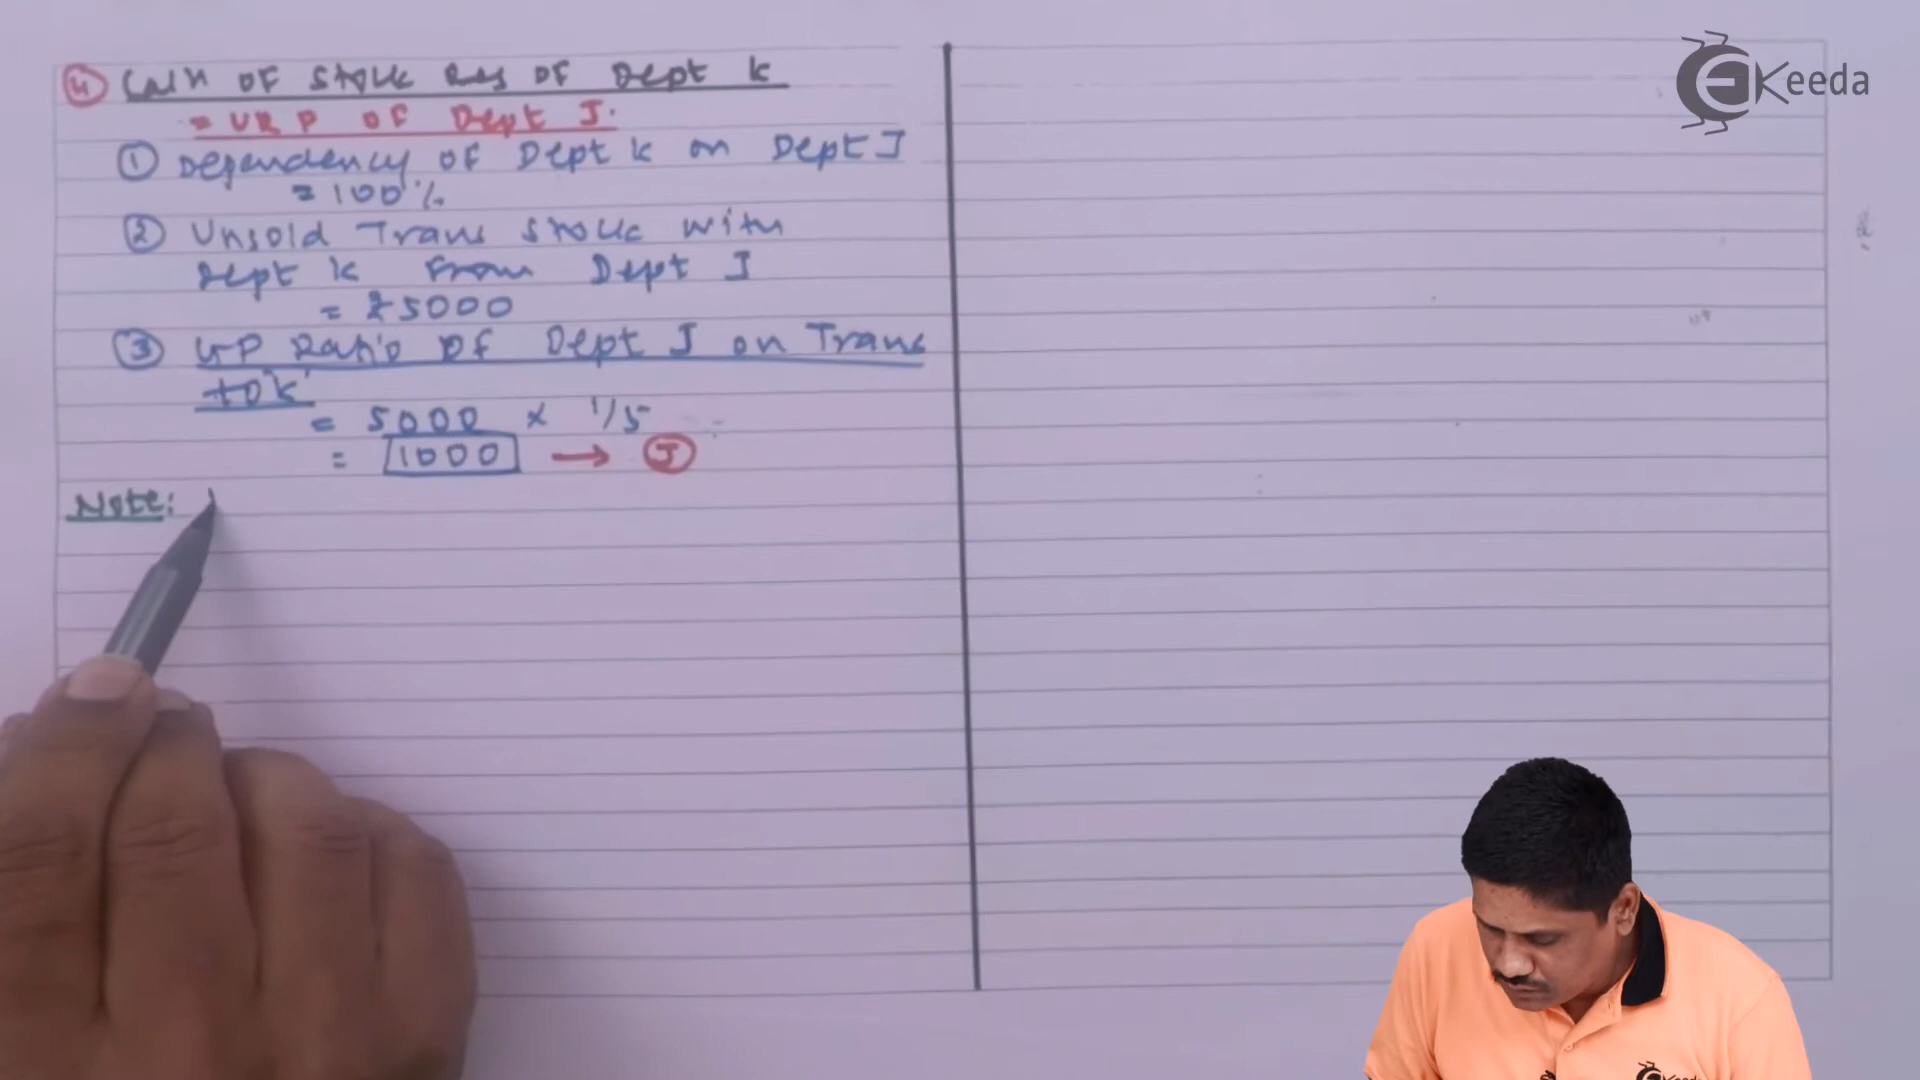 4 Caln OF Stock Res OF Dept K
= URP OF Dept J.
① Dependency OF Dept K on Dept J
= 100%
② Unsold Trans Stock with
Dept K From Dept J
= ₹5000
③ GP Ratio OF Dept J on Trans
to 'K'
= 5000 × 1/5
= 1000 → J
Note:
Keeda